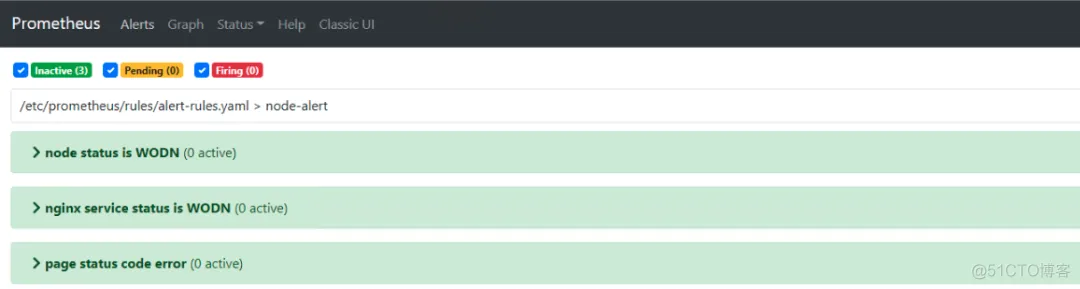 Prometheus Alerts Graph Status Help Classic UI
Inactive (3) Pending (0) Firing (0)
/etc/prometheus/rules/alert-rules.yaml > node-alert
node status is WODN (0 active)
nginx service status is WODN (0 active)
page status code error (0 active)
@51CTO博客